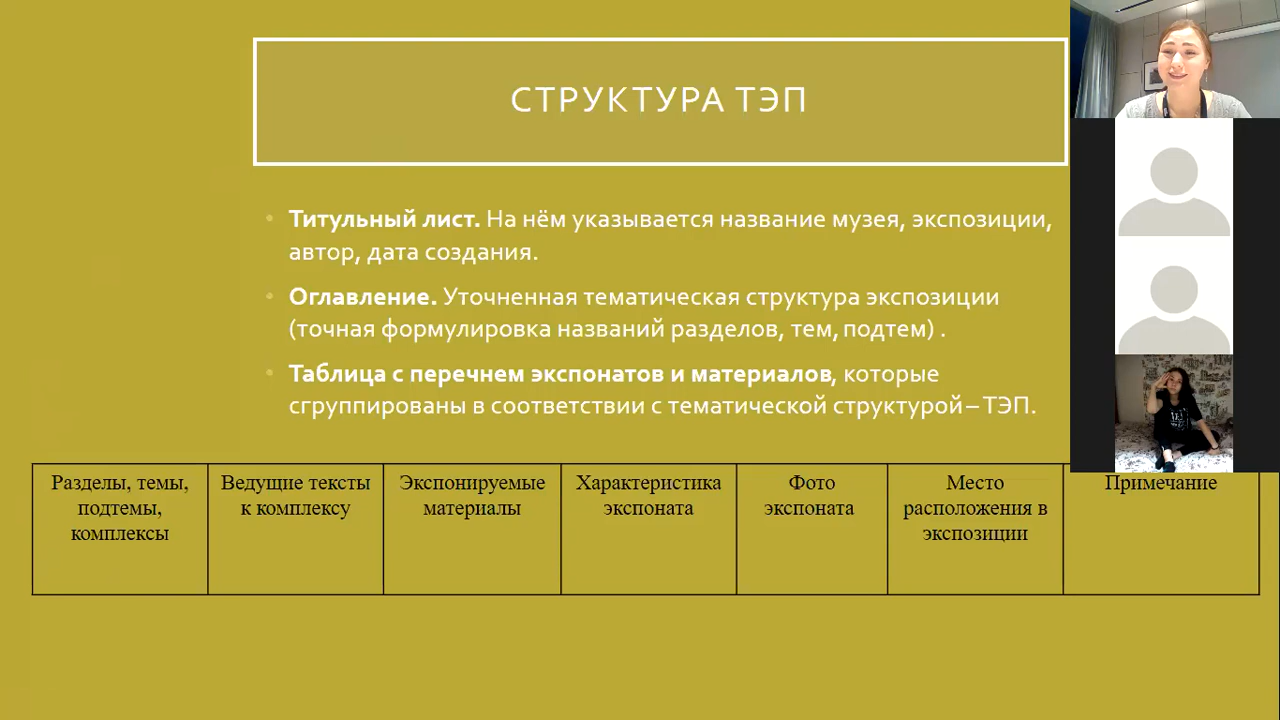 СТРУКТУРА ТЭП
Титульный лист. На нём указывается название музея, экспозиции,
автор, дата создания.
Оглавление. Уточненная тематическая структура экспозиции
(точная формулировка названий разделов, тем, подтем) .
Таблица с перечнем экспонатов и материалов, которые
сгруппированы в соответствии с тематической структурой – ТЭП.
Разделы, темы,
подтемы,
комплексы
Ведущие тексты
к комплексу
Экспонируемые
материалы
Характеристика
экспоната
Фото
экспоната
Место
расположения в
экспозиции
Примечание